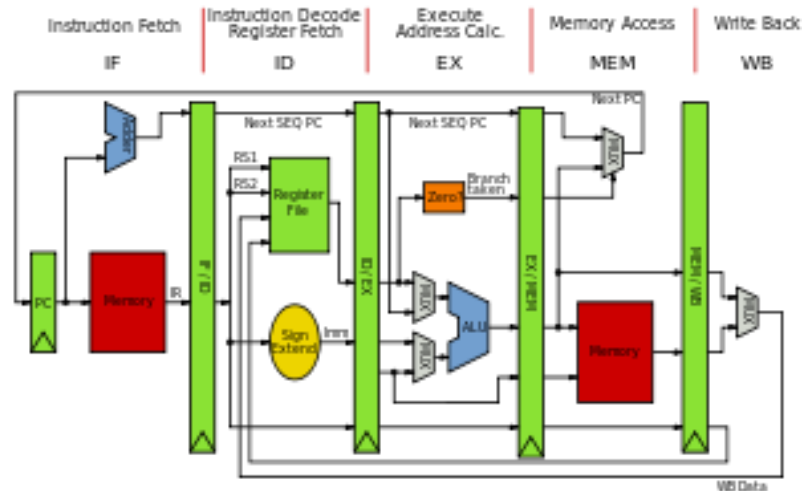 Instruction Fetch
Instruction Decode
Register Fetch
Execute
Address Calc.
Memory Access
Write Back
IF
ID
EX
MEM
WB
Next PC
Adder
Next SEQ PC
Next SEQ PC
MUX
RS1
RS2
Register
File
Branch
taken
Zero?
IF / ID
ID/EX
EX/MEM
MEM/WB
PC
Memory
IR
MUX
MUX
ALU
Sign
Extend
Imm
MUX
Memory
WB Data